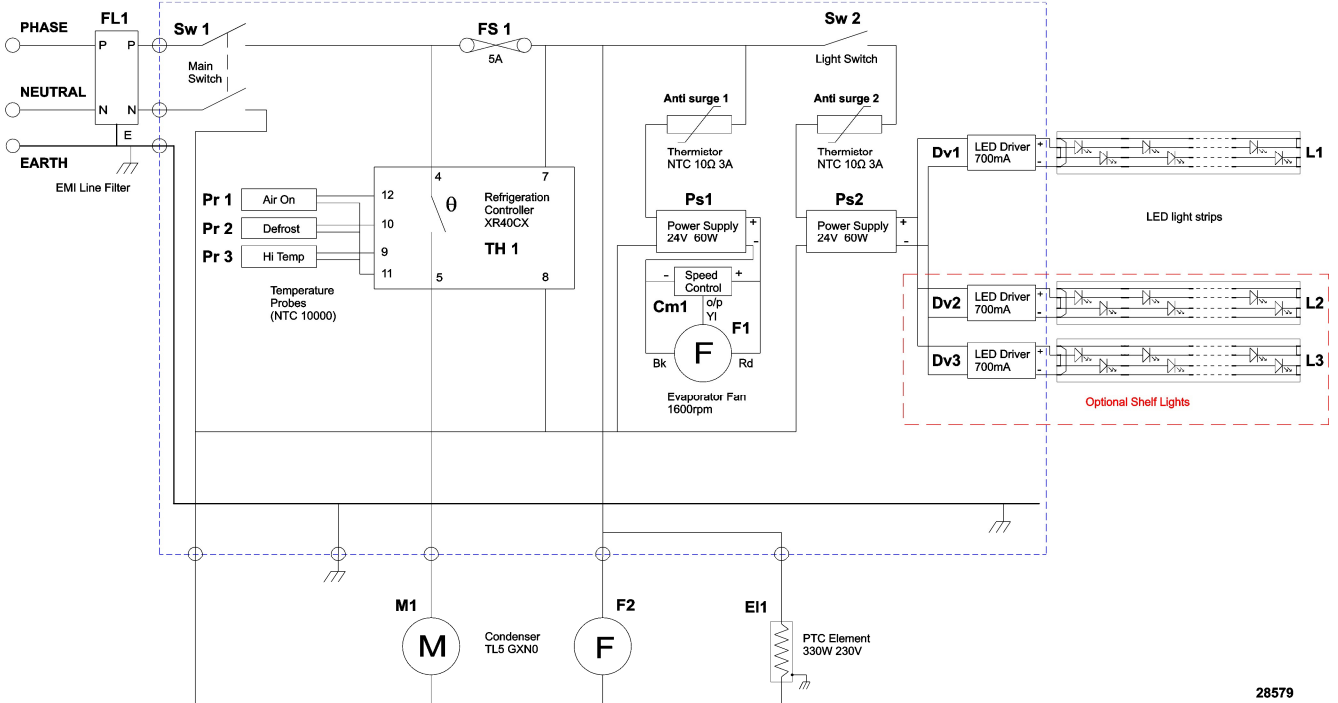 PHASE
FL1
Sw 1
FS 1
Sw 2
P P
5A
Light Switch
Main
Switch
NEUTRAL
N N
Anti surge 1
Anti surge 2
E
EARTH
EMI Line Filter
Thermistor
NTC 10Ω 3A
Thermistor
NTC 10Ω 3A
Dv1
LED Driver
700mA
+
-
L1
LED light strips
4
7
Pr 1
Air On
12
Pr 2
Defrost
10
Pr 3
Hi Temp
9
11
θ
Refrigeration
Controller
XR40CX
TH 1
5
8
Temperature
Probes
(NTC 10000)
Ps1
Power Supply
24V 60W
+
-
Ps2
Power Supply
24V 60W
+
-
-
Speed
Control
+
Cm1
o/p
Yl
F1
F
Bk
Rd
Evaporator Fan
1600rpm
Dv2
LED Driver
700mA
+
-
L2
Dv3
LED Driver
700mA
+
-
L3
Optional Shelf Lights
M1
M
Condenser
TL5 GXN0
F2
F
El1
PTC Element
330W 230V
28579